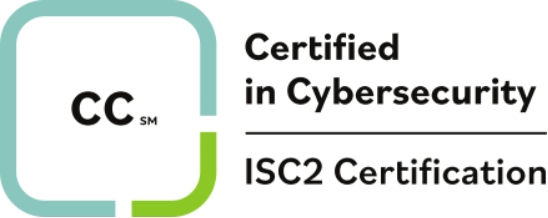 CC SM
Certified
in Cybersecurity
ISC2 Certification